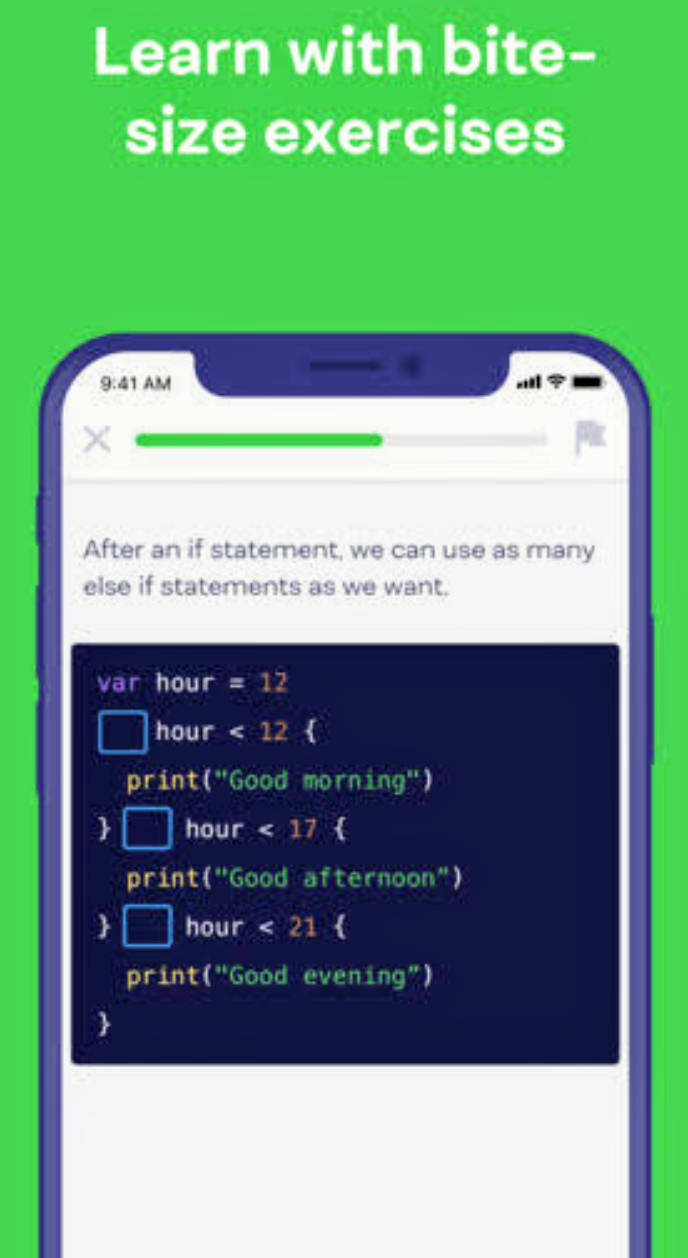 Learn with bite-
size exercises
9:41 AM
After an if statement, we can use as many
else if statements as we want.
var hour = 12
hour < 12 {
print("Good morning")
} hour < 17 {
print("Good afternoon")
} hour < 21 {
print("Good evening")
}